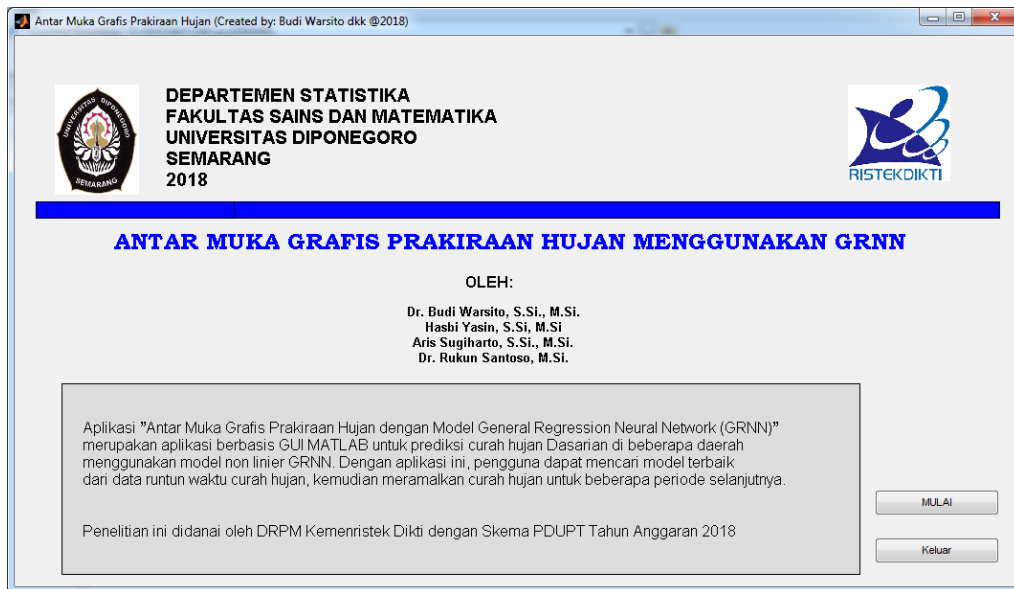 Antar Muka Grafis Prakiraan Hujan (Created by: Budi Warsito dkk @2018)
UNIVERSITAS DIPONEGORO
SEMARANG
DEPARTEMEN STATISTIKA
FAKULTAS SAINS DAN MATEMATIKA
UNIVERSITAS DIPONEGORO
SEMARANG
2018
RISTEKDIKTI
ANTAR MUKA GRAFIS PRAKIRAAN HUJAN MENGGUNAKAN GRNN
OLEH:
Dr. Budi Warsito, S.Si., M.Si.
Hasbi Yasin, S.Si, M.Si
Aris Sugiharto, S.Si., M.Si.
Dr. Rukun Santoso, M.Si.
Aplikasi "Antar Muka Grafis Prakiraan Hujan dengan Model General Regression Neural Network (GRNN)"
merupakan aplikasi berbasis GUI MATLAB untuk prediksi curah hujan Dasarian di beberapa daerah
menggunakan model non linier GRNN. Dengan aplikasi ini, pengguna dapat mencari model terbaik
dari data runtun waktu curah hujan, kemudian meramalkan curah hujan untuk beberapa periode selanjutnya.
Penelitian ini didanai oleh DRPM Kemenristek Dikti dengan Skema PDUPT Tahun Anggaran 2018
MULAI
Keluar